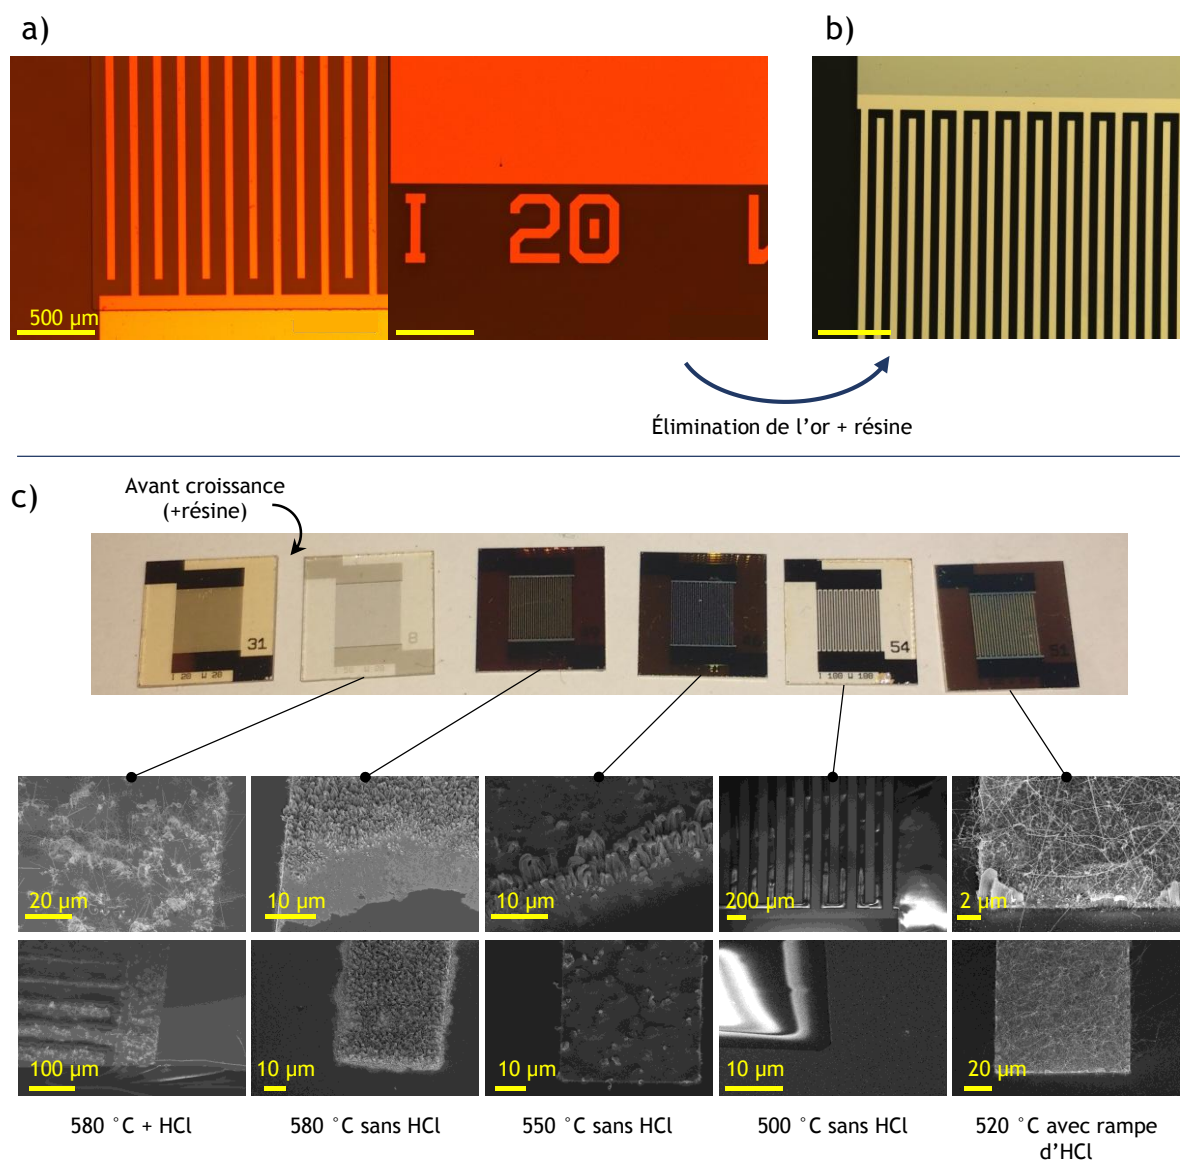 a)
b)
500 µm
I 20
Élimination de l’or + résine
c)
Avant croissance
(+résine)
31
8
54
51
I 20 W 20
I 100 W 100
20 µm
10 µm
10 µm
200 µm
2 µm
100 µm
10 µm
10 µm
10 µm
20 µm
580 °C + HCl
580 °C sans HCl
550 °C sans HCl
500 °C sans HCl
520 °C avec rampe
d’HCl